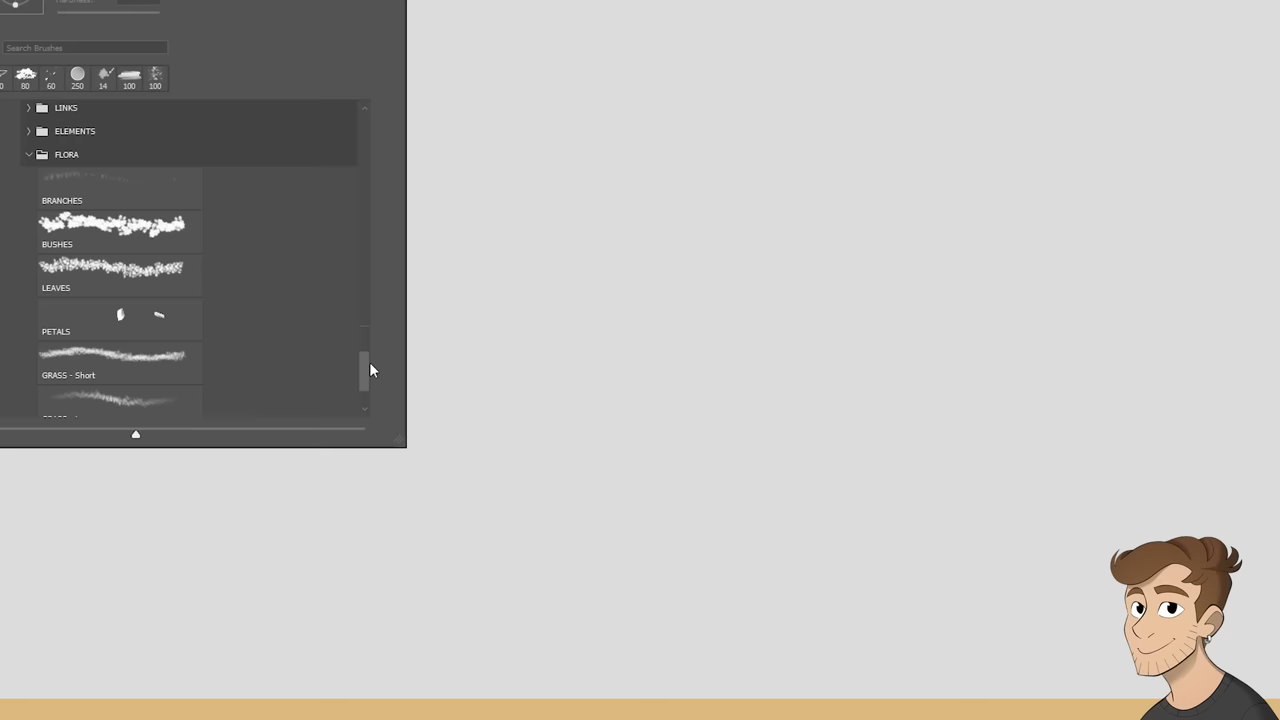 Search Brushes
80 60 250 14 100 100
LINKS
ELEMENTS
FLORA
BRANCHES
BUSHES
LEAVES
PETALS
GRASS - Short